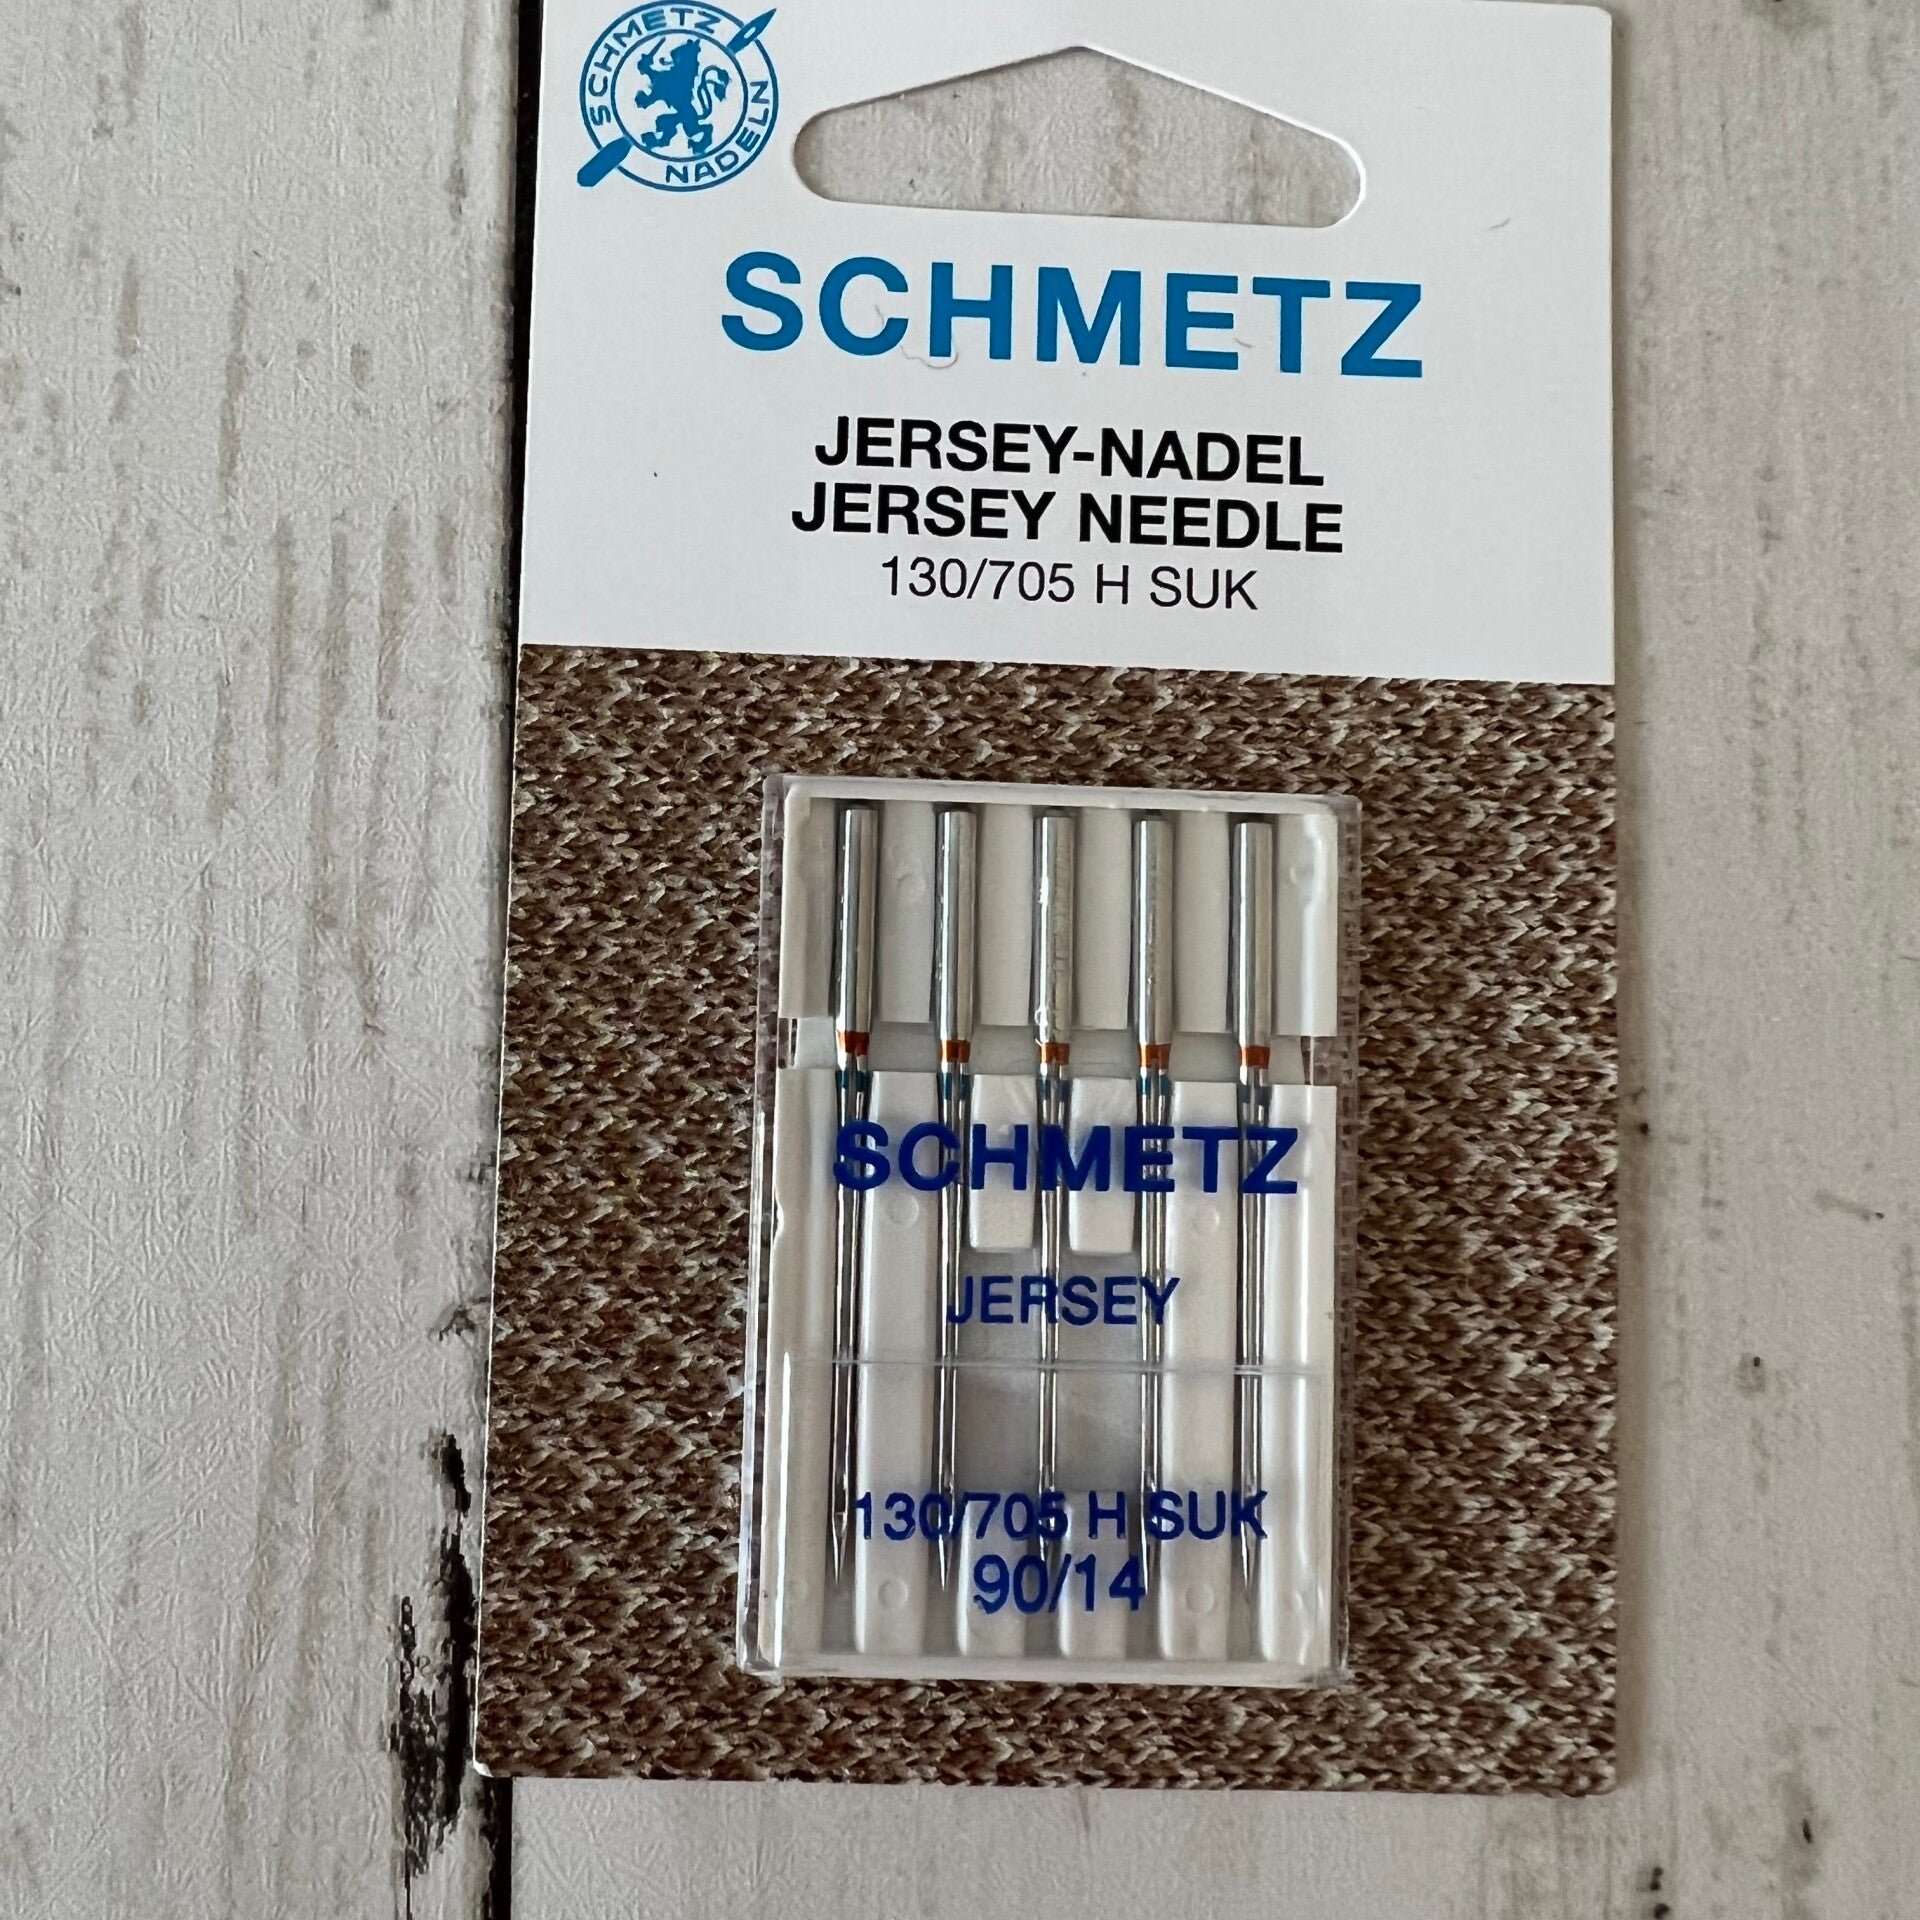 SCHMETZ
NADELN
SCHMETZ
JERSEY-NADEL
JERSEY NEEDLE
130/705 H SUK
SCHMETZ
JERSEY
130/705 H SUK
90/14